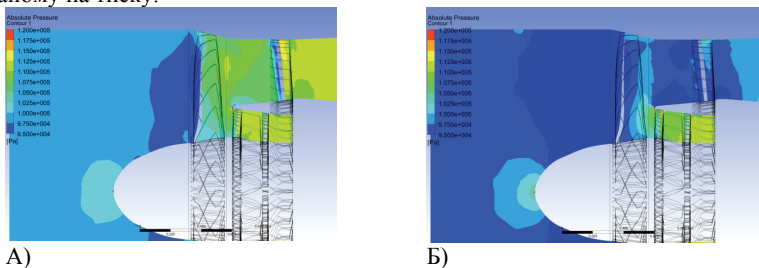 аному на тиску.
Absolute Pressure
Contour 1
1.200e+005
1.175e+005
1.150e+005
1.125e+005
1.100e+005
1.075e+005
1.050e+005
1.025e+005
1.000e+005
9.750e+004
9.500e+004
[Pa]
А)
Absolute Pressure
Contour 1
1.200e+005
1.175e+005
1.150e+005
1.125e+005
1.100e+005
1.075e+005
1.050e+005
1.025e+005
1.000e+005
9.750e+004
9.500e+004
[Pa]
Б)